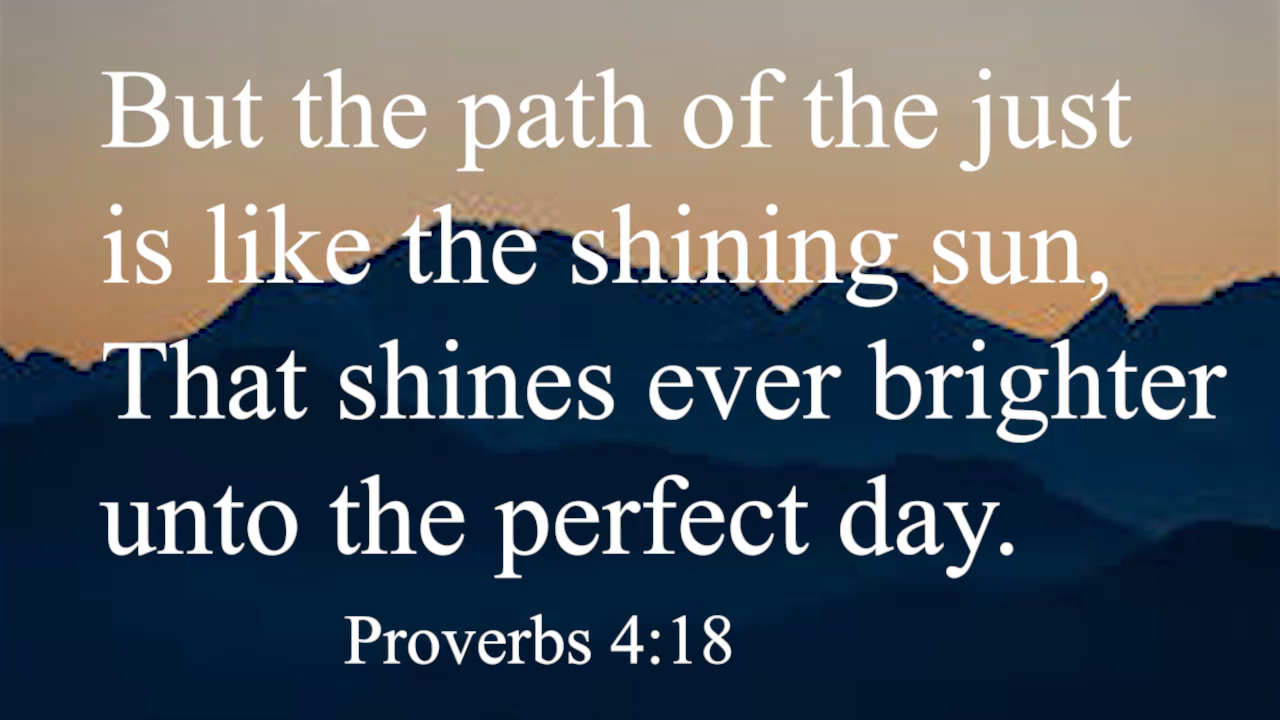 But the path of the just
is like the shining sun,
That shines ever brighter
unto the perfect day.
Proverbs 4:18